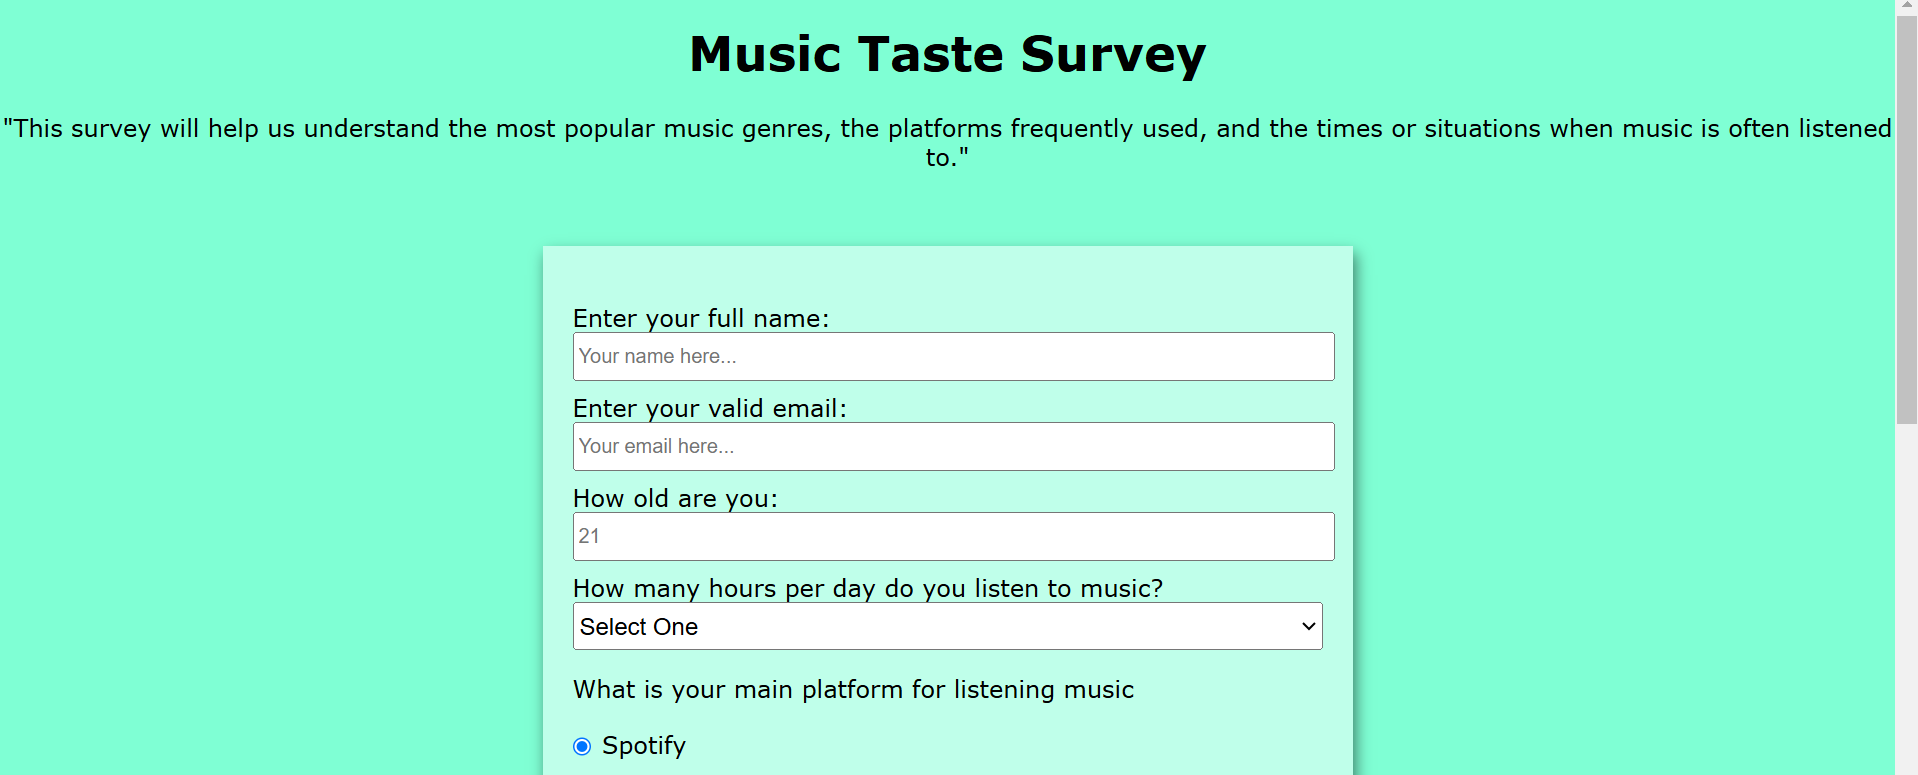 Music Taste Survey
"This survey will help us understand the most popular music genres, the platforms frequently used, and the times or situations when music is often listened
to."
Enter your full name:
Your name here...
Enter your valid email:
Your email here...
How old are you:
21
How many hours per day do you listen to music?
Select One
What is your main platform for listening music
Spotify